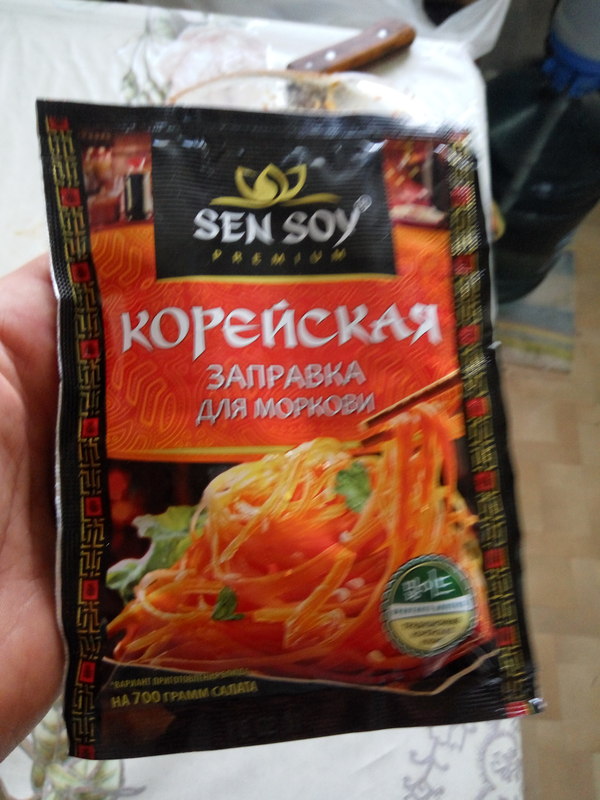 SEN SOY®
PREMIUM
КОРЕЙСКАЯ
ЗАПРАВКА
ДЛЯ МОРКОВИ
НА 700 ГРАММ САЛАТА